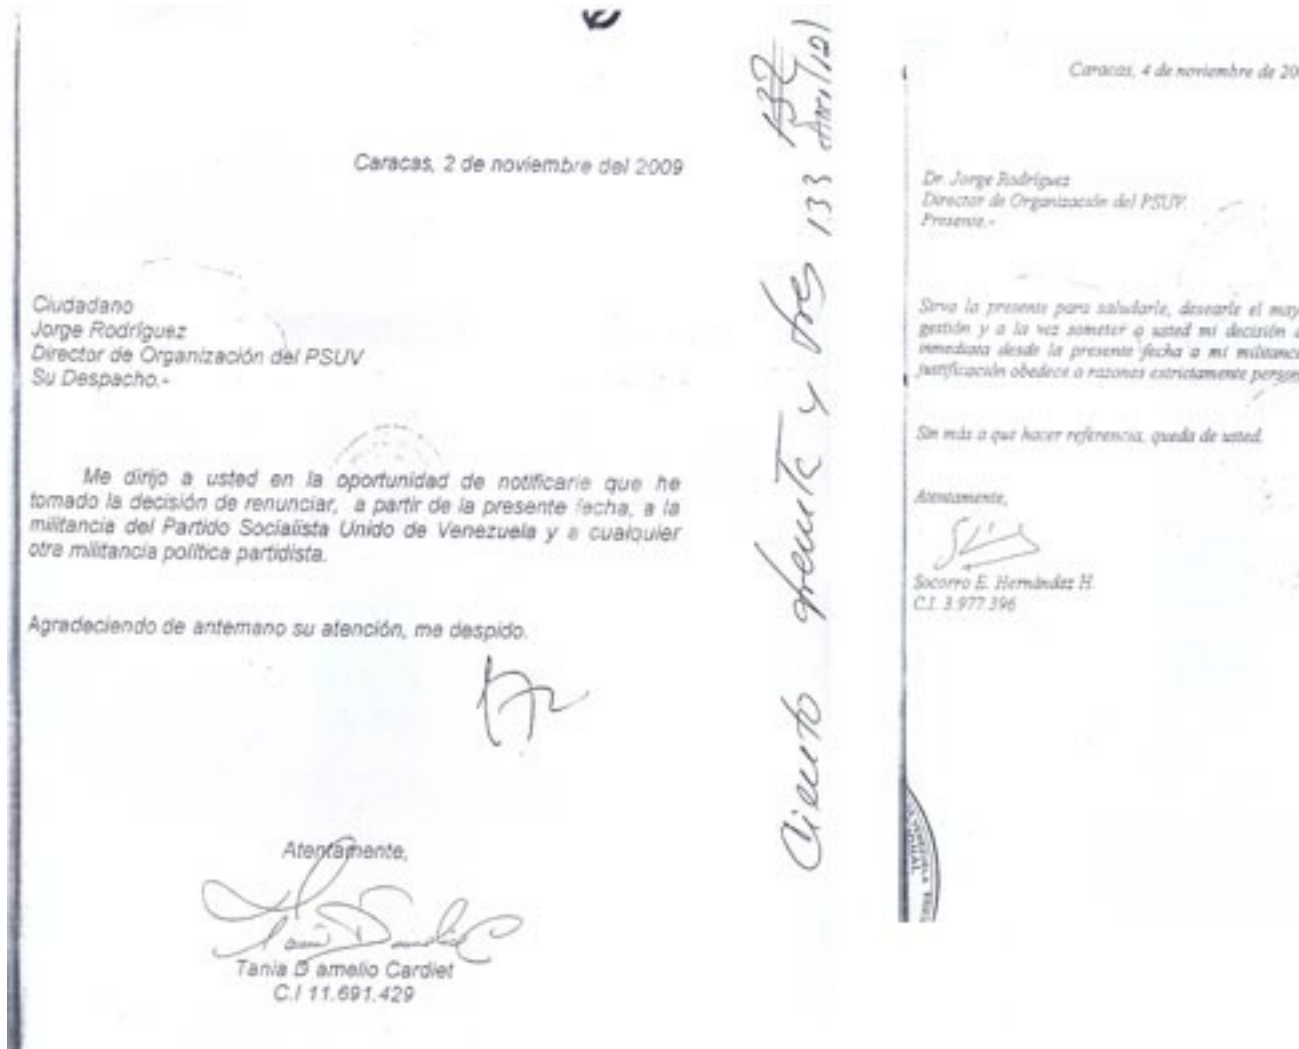 Caracas, 2 de noviembre del 2009
Ciudadano
Jorge Rodríguez
Director de Organización del PSUV
Su Despacho.-
Me dirijo a usted en la oportunidad de notificarle que he
tomado la decisión de renunciar, a partir de la presente fecha, a la
militancia del Partido Socialista Unido de Venezuela y a cualquier
otra militancia política partidista.
Agradeciendo de antemano su atención, me despido.
Atentamente,
Tania D amelio Cardiet
C.I 11.691.429
Ciento treinta y tres 133
132
Caracas, 4 de noviembre de 20
Dr. Jorge Rodríguez
Director de Organización del PSUV.
Presente.-
Sirva la presente para saludarle, desearle el may
gestión y a la vez someter a usted mi decisión
inmediata desde la presente fecha a mi militanc
justificación obedece a razones estrictamente person
Sin más a que hacer referencia, queda de usted.
Atentamente,
Socorro E. Hernández H.
C.I. 3.977.396